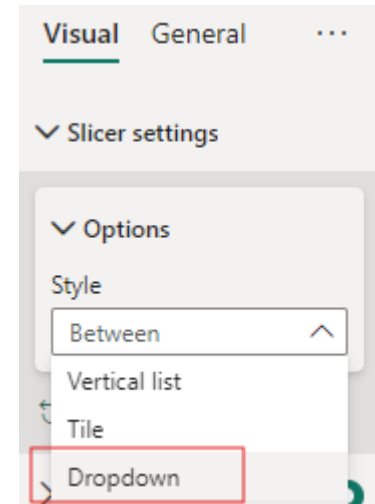 Visual General ...
Slicer settings
Options
Style
Between
Vertical list
Tile
Dropdown